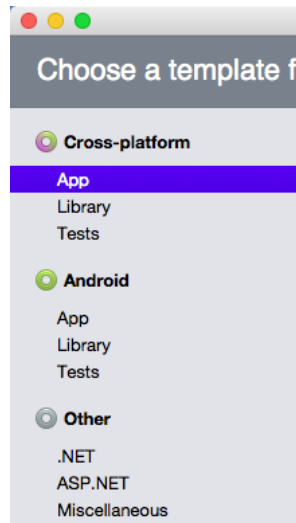 Choose a template f
Cross-platform
App
Library
Tests
Android
App
Library
Tests
Other
.NET
ASP.NET
Miscellaneous